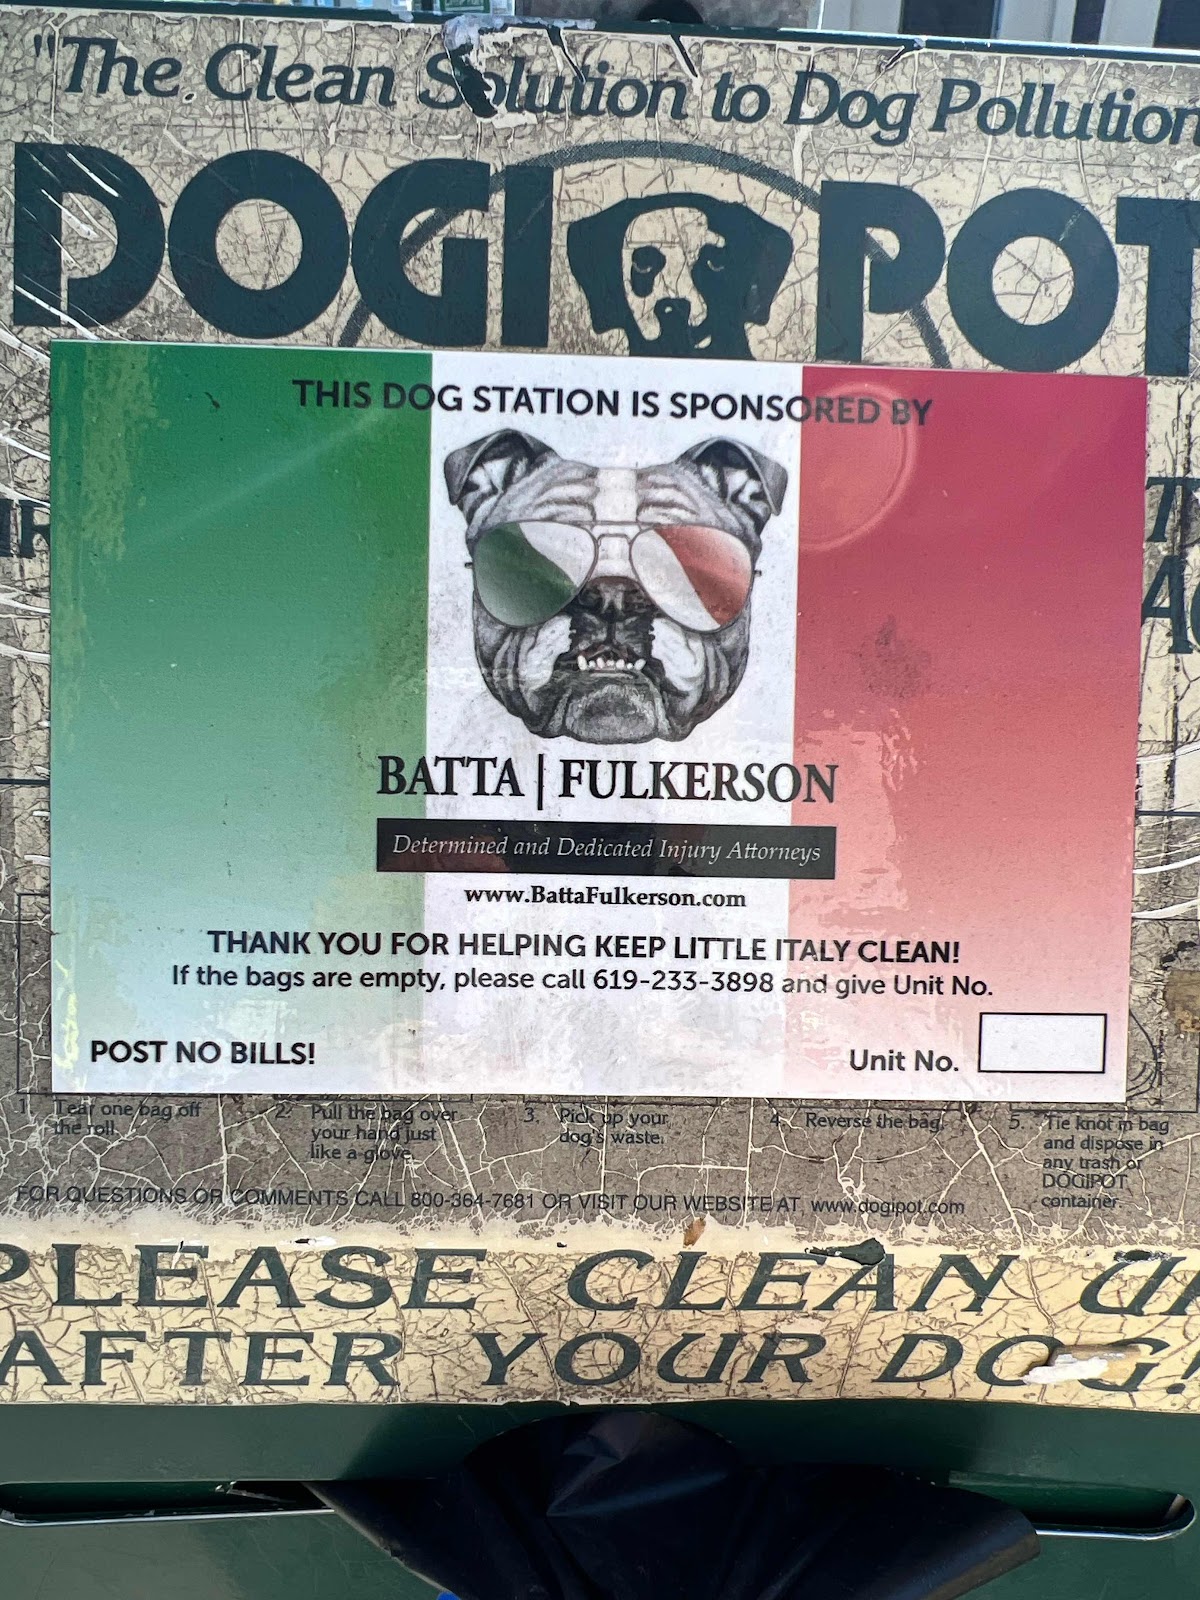 "The Clean Solution to Dog Pollution
DOGI POT
THIS DOG STATION IS SPONSORED BY
BATTA | FULKERSON
Determined and Dedicated Injury Attorneys
www.BattaFulkerson.com
THANK YOU FOR HELPING KEEP LITTLE ITALY CLEAN!
If the bags are empty, please call 619-233-3898 and give Unit No.
POST NO BILLS!
Unit No.
1. Tear one bag off
the roll.
2. Pull the bag over
your hand just
like a glove.
3. Pick up your
dog's waste.
4. Reverse the bag.
5. Tie knot in bag
and dispose in
any trash or
DOGIPOT
container.
FOR QUESTIONS OR COMMENTS CALL 800-364-7681 OR VISIT OUR WEBSITE AT www.dogipot.com
PLEASE CLEAN UP
AFTER YOUR DOG!